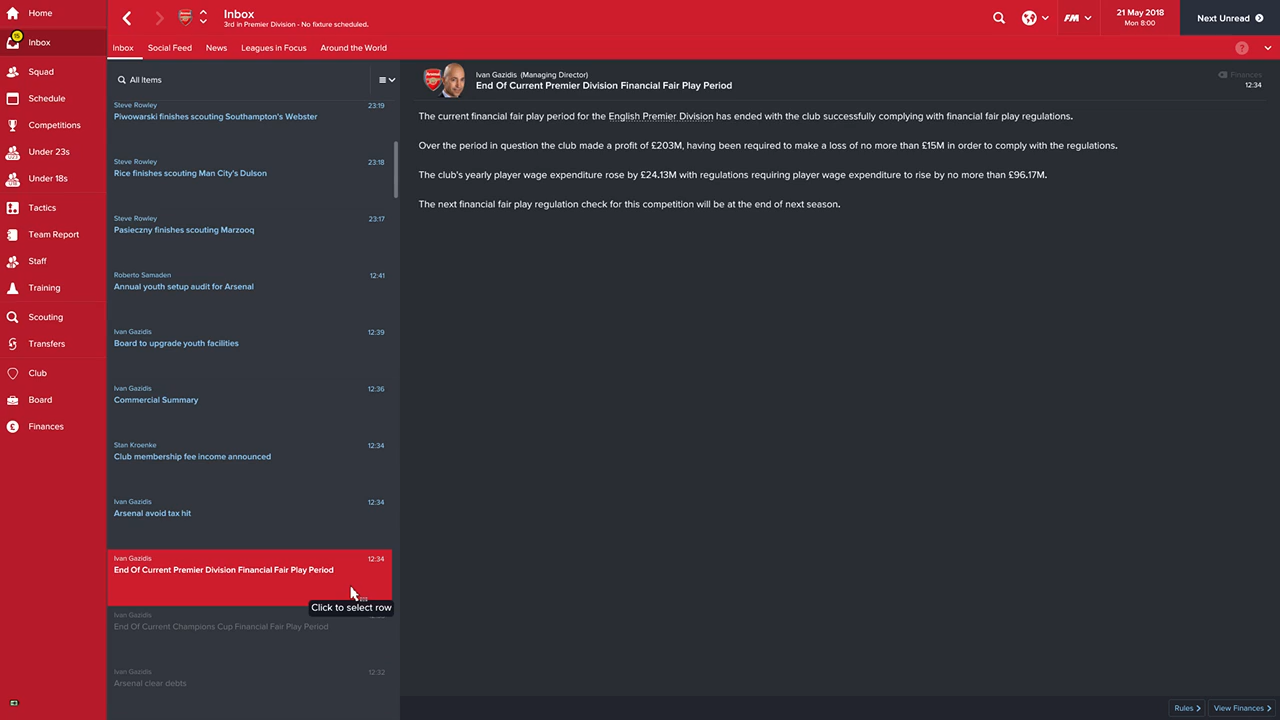 Home
15
Inbox
Squad
Schedule
Competitions
Under 23s
Under 18s
Tactics
Team Report
Staff
Training
Scouting
Transfers
Club
Board
Finances
Inbox
3rd in Premier Division - No fixture scheduled.
FM
21 May 2018
Mon 8:00
Next Unread
Inbox Social Feed News Leagues in Focus Around the World
?
All Items
Steve Rowley 23:19
Piwowarski finishes scouting Southampton's Webster
Steve Rowley 23:18
Rice finishes scouting Man City's Dulson
Steve Rowley 23:17
Pasieczny finishes scouting Marzooq
Roberto Samaden 12:41
Annual youth setup audit for Arsenal
Ivan Gazidis 12:39
Board to upgrade youth facilities
Ivan Gazidis 12:36
Commercial Summary
Stan Kroenke 12:34
Club membership fee income announced
Ivan Gazidis 12:34
Arsenal avoid tax hit
Ivan Gazidis 12:34
End Of Current Premier Division Financial Fair Play Period
Click to select row
Ivan Gazidis
End Of Current Champions Cup Financial Fair Play Period
Ivan Gazidis 12:32
Arsenal clear debts
Ivan Gazidis (Managing Director)
End Of Current Premier Division Financial Fair Play Period
Finances
12:34
The current financial fair play period for the English Premier Division has ended with the club successfully complying with financial fair play regulations.
Over the period in question the club made a profit of £203M, having been required to make a loss of no more than £15M in order to comply with the regulations.
The club's yearly player wage expenditure rose by £24.13M with regulations requiring player wage expenditure to rise by no more than £96.17M.
The next financial fair play regulation check for this competition will be at the end of next season.
Rules
View Finances